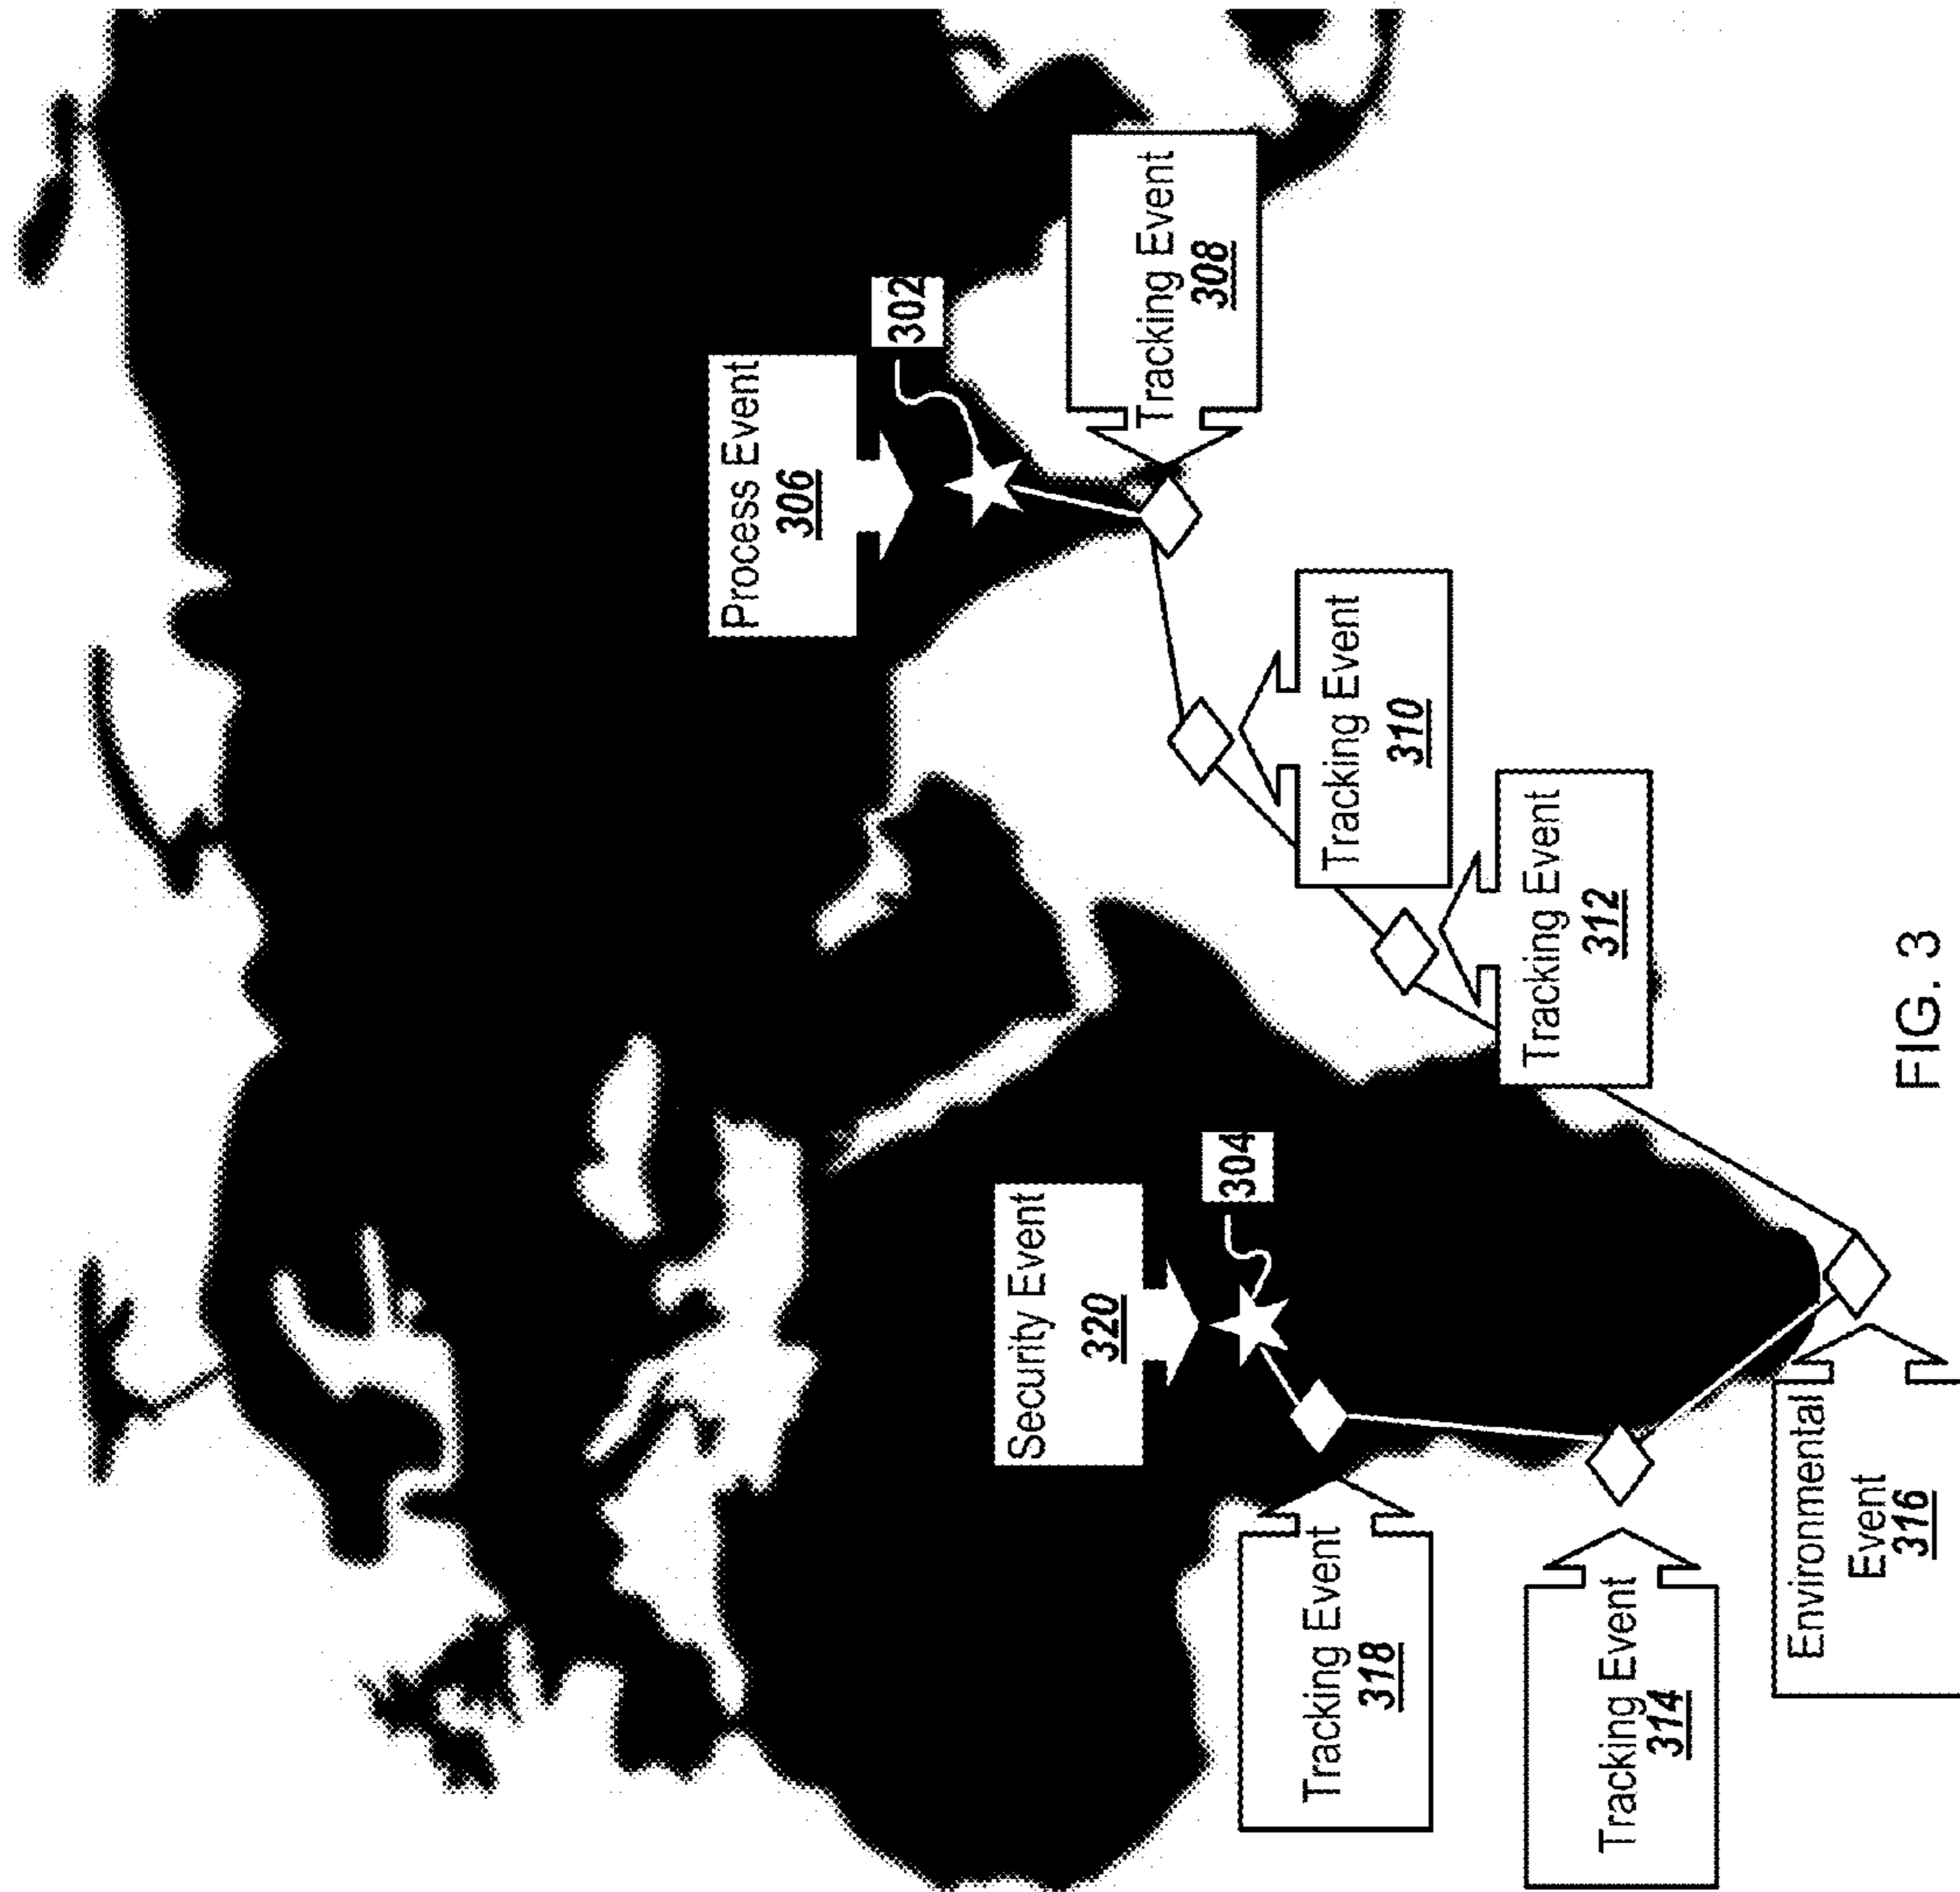 Process Event
306
302
Tracking Event
308
Tracking Event
310
Tracking Event
312
Security Event
320
304
Tracking Event
318
Tracking Event
314
Environmental
Event
316
FIG. 3